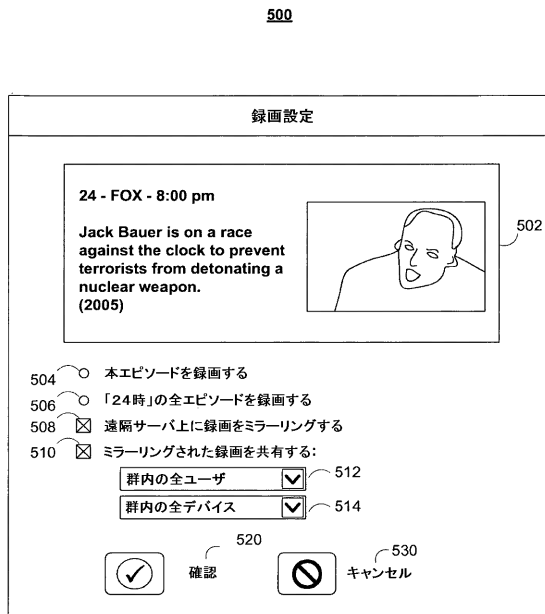 500
録画設定
24 - FOX - 8:00 pm
Jack Bauer is on a race
against the clock to prevent
terrorists from detonating a
nuclear weapon.
(2005)
502
504 本エピソードを録画する
506 「24時」の全エピソードを録画する
508 遠隔サーバ上に録画をミラーリングする
510 ミラーリングされた録画を共有する:
群内の全ユーザ 512
群内の全デバイス 514
520
確認
530
キャンセル